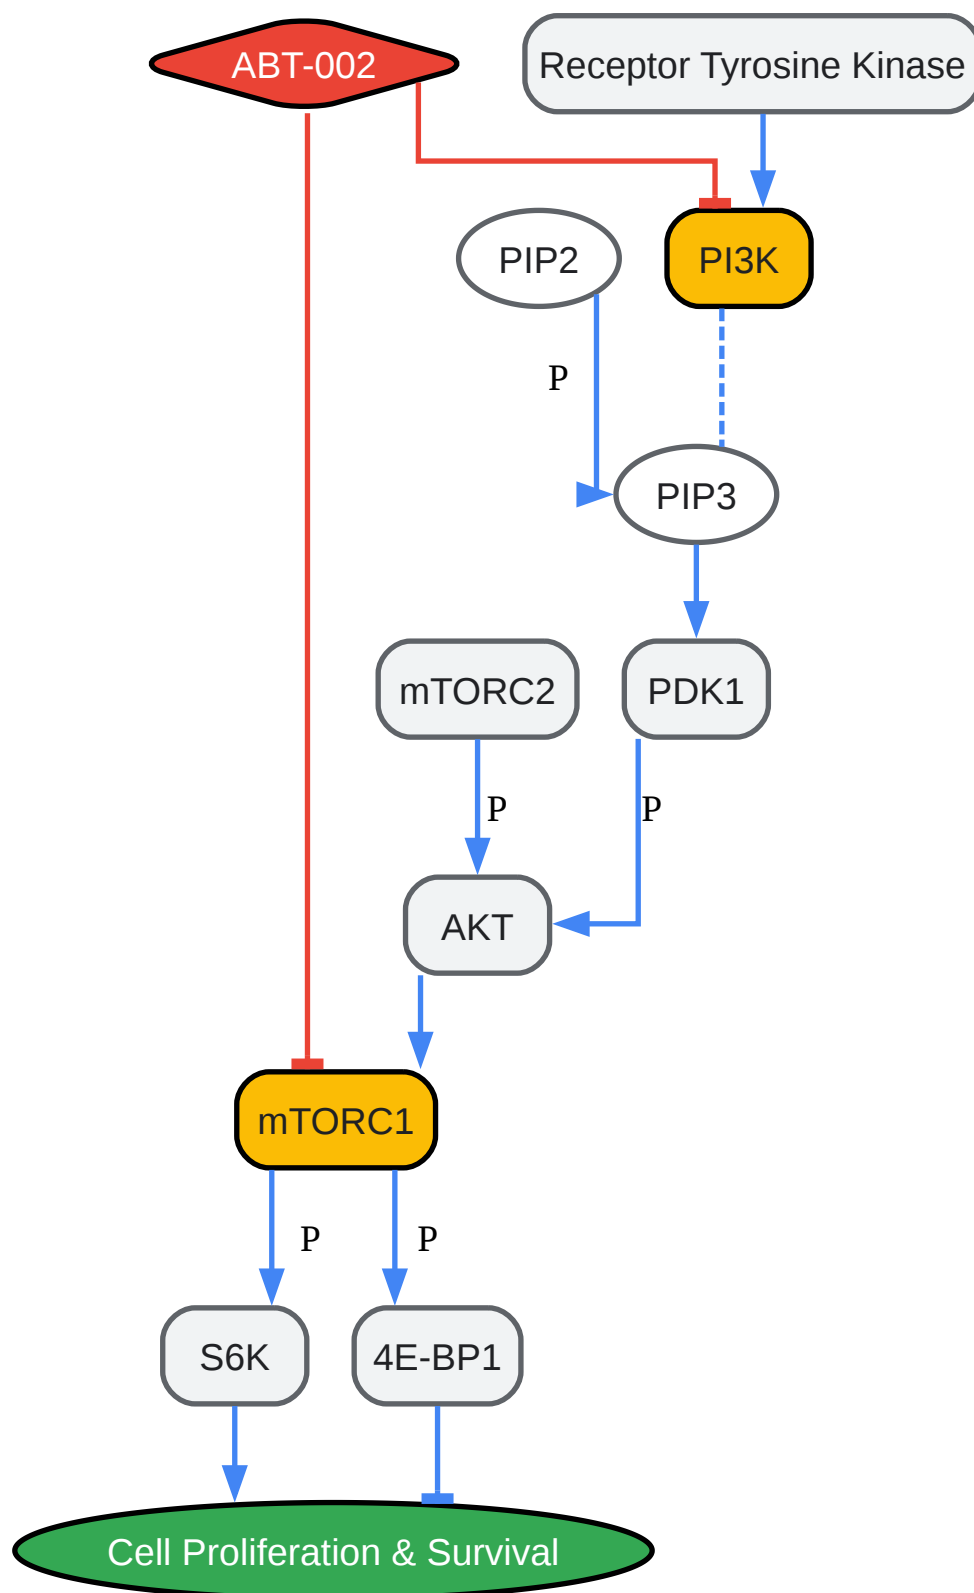 ABT-002
Receptor Tyrosine Kinase
PIP2
PI3K
P
PIP3
mTORC2
PDK1
P
P
AKT
mTORC1
P
P
S6K
4E-BP1
Cell Proliferation & Survival